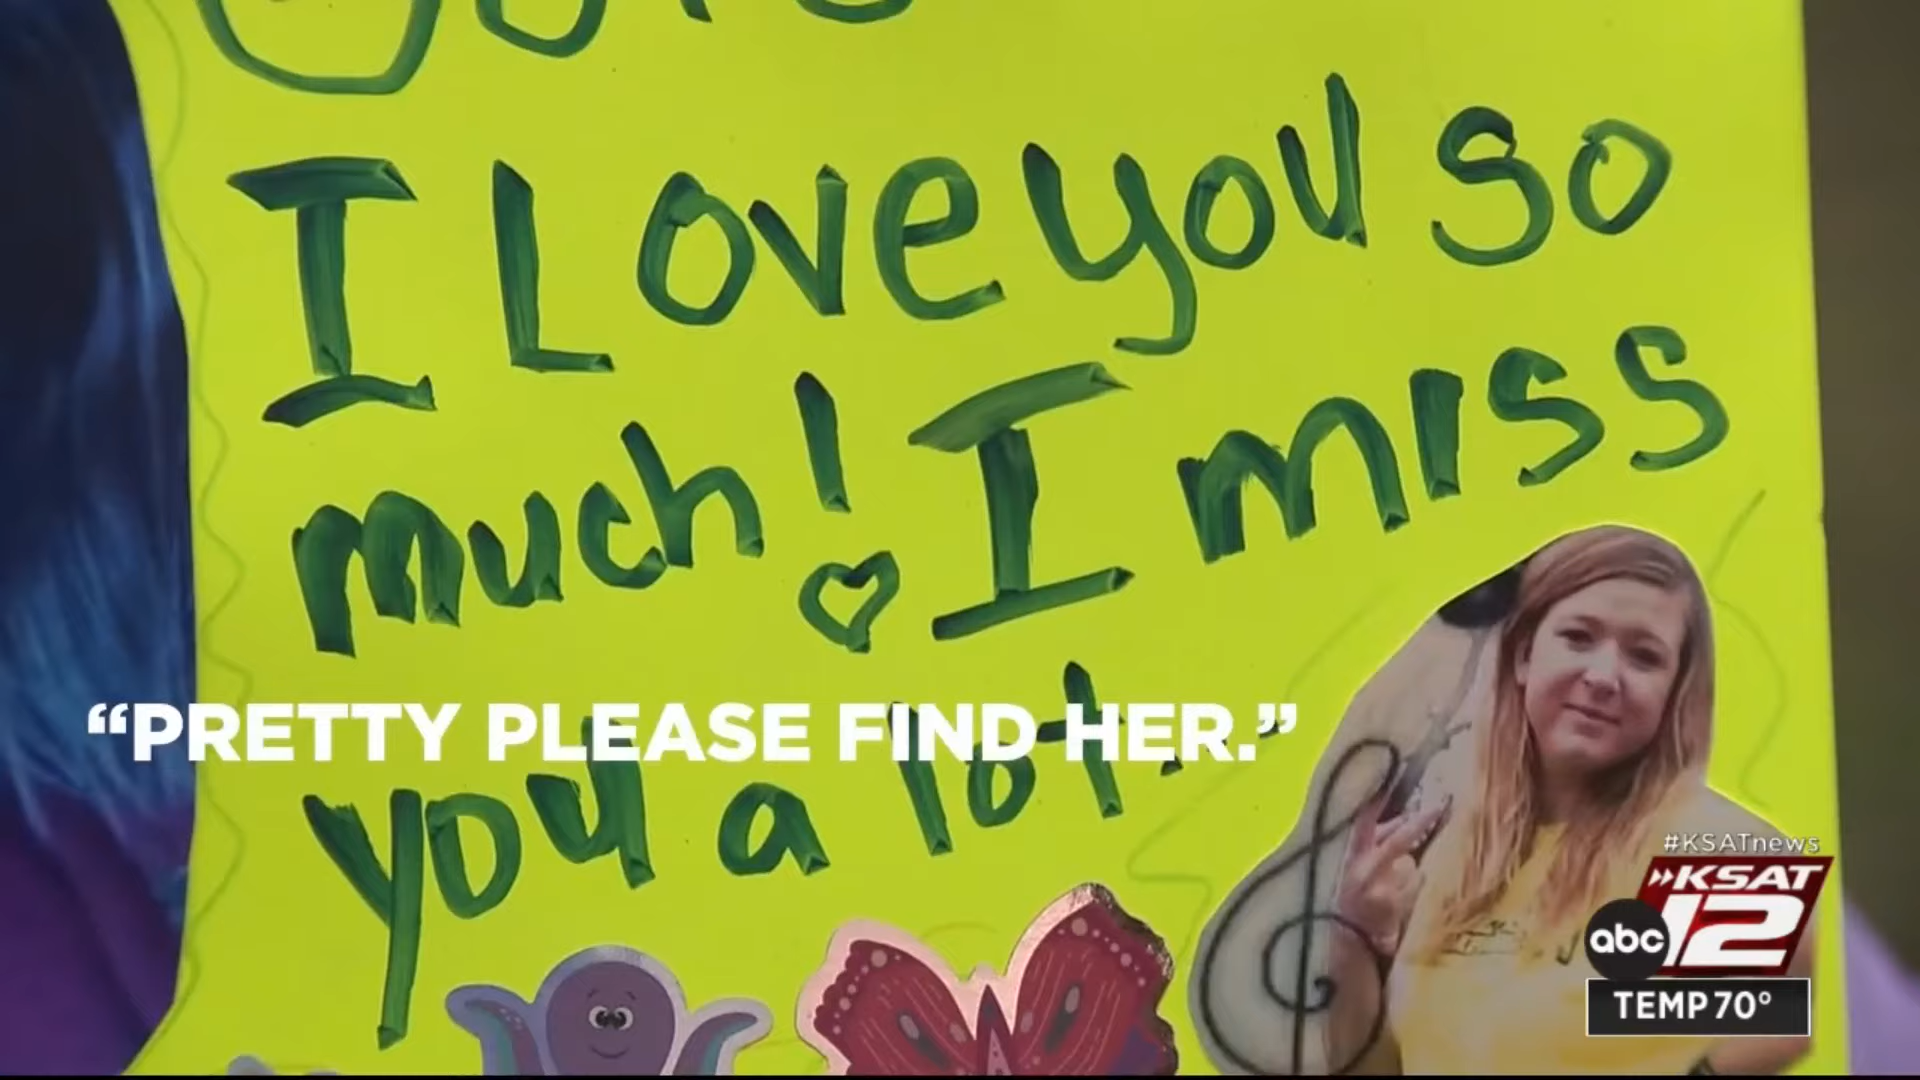 I Love you so
much! I miss
“PRETTY PLEASE FIND HER.”
you a lot.
#KSATnews
KSAT
abc 12
TEMP 70°